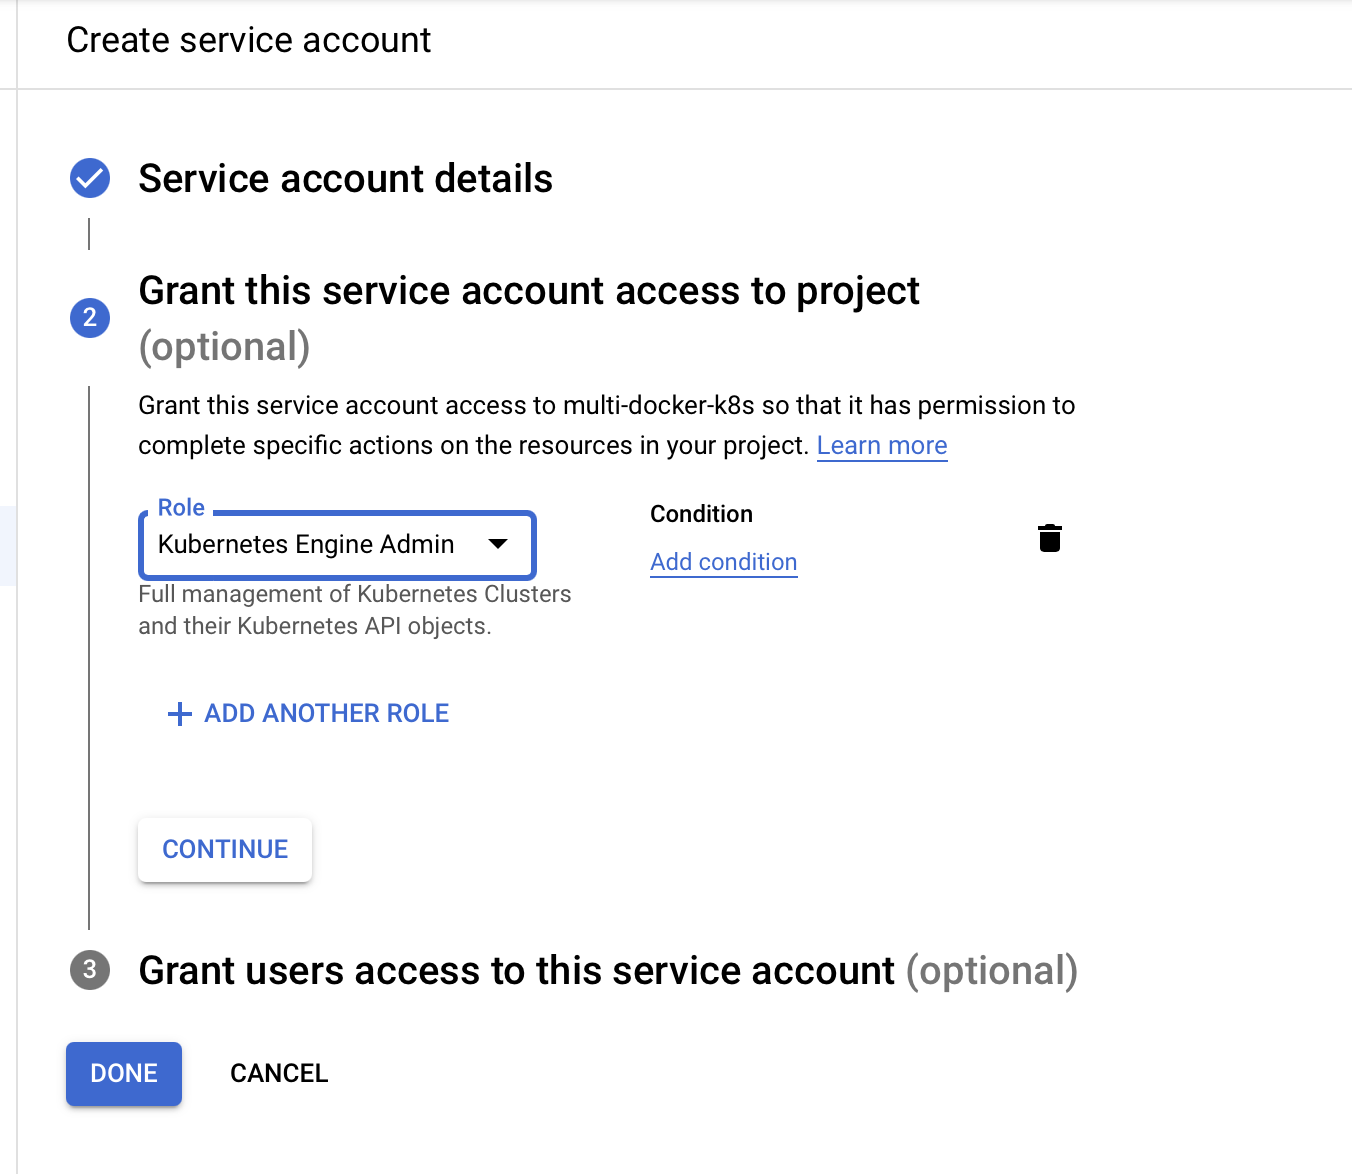 Create service account
Service account details
2
Grant this service account access to project
(optional)
Grant this service account access to multi-docker-k8s so that it has permission to
complete specific actions on the resources in your project. Learn more
Role
Kubernetes Engine Admin
Condition
Add condition
Full management of Kubernetes Clusters
and their Kubernetes API objects.
+ ADD ANOTHER ROLE
CONTINUE
3
Grant users access to this service account (optional)
DONE
CANCEL